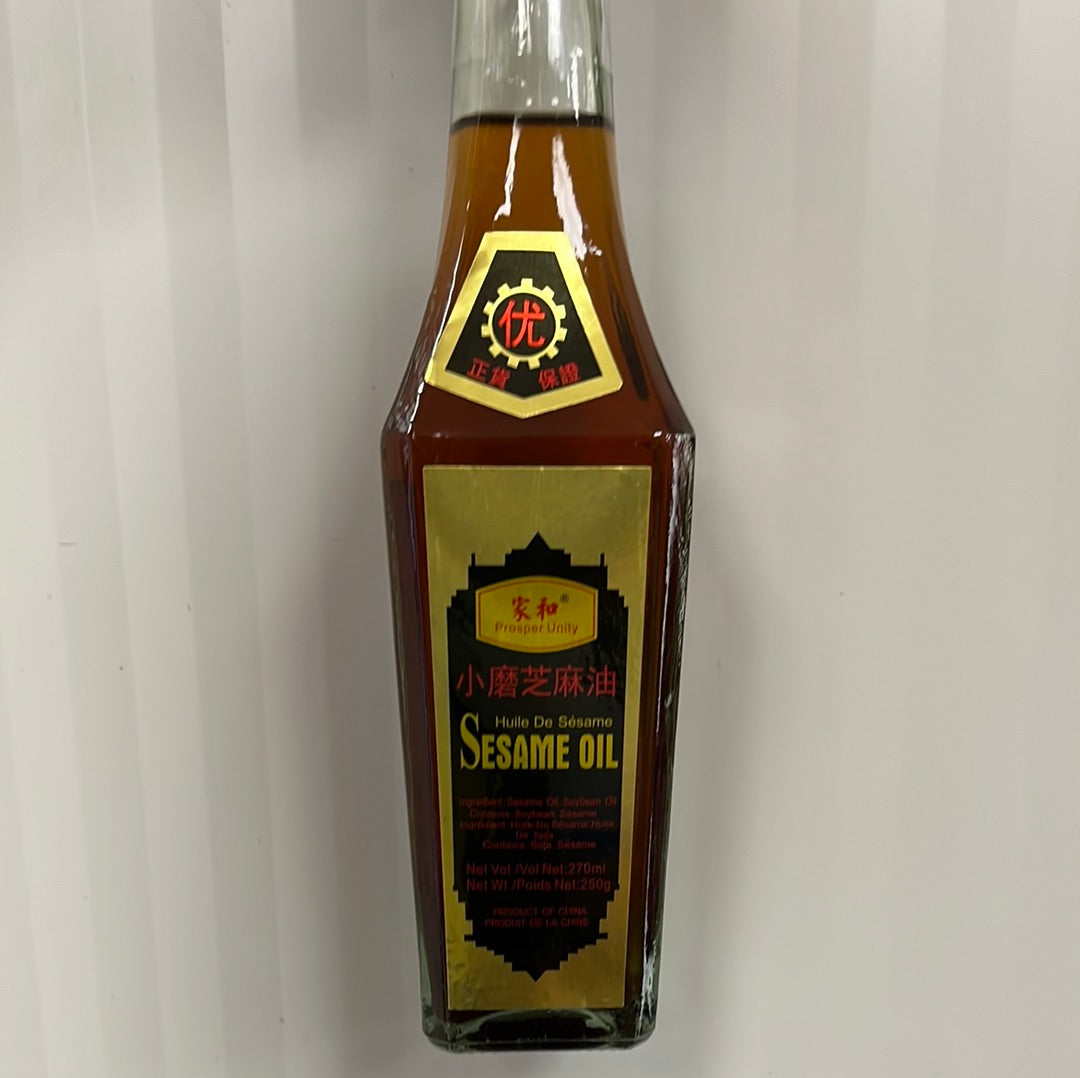 优
正貨 保證
家和®
Prosper Unity
小磨芝麻油
Huile De Sésame
SESAME OIL
Ingredient: Sesame Oil, Soybean Oil
Contains: Soybean, Sesame
Ingrédient: Huile De Sésame, Huile
De Soja
Contains: Soja, Sésame
Net Vol /Vol Net:270ml
Net Wt /Poids Net:250g
PRODUCT OF CHINA
PRODUIT DE LA CHINE